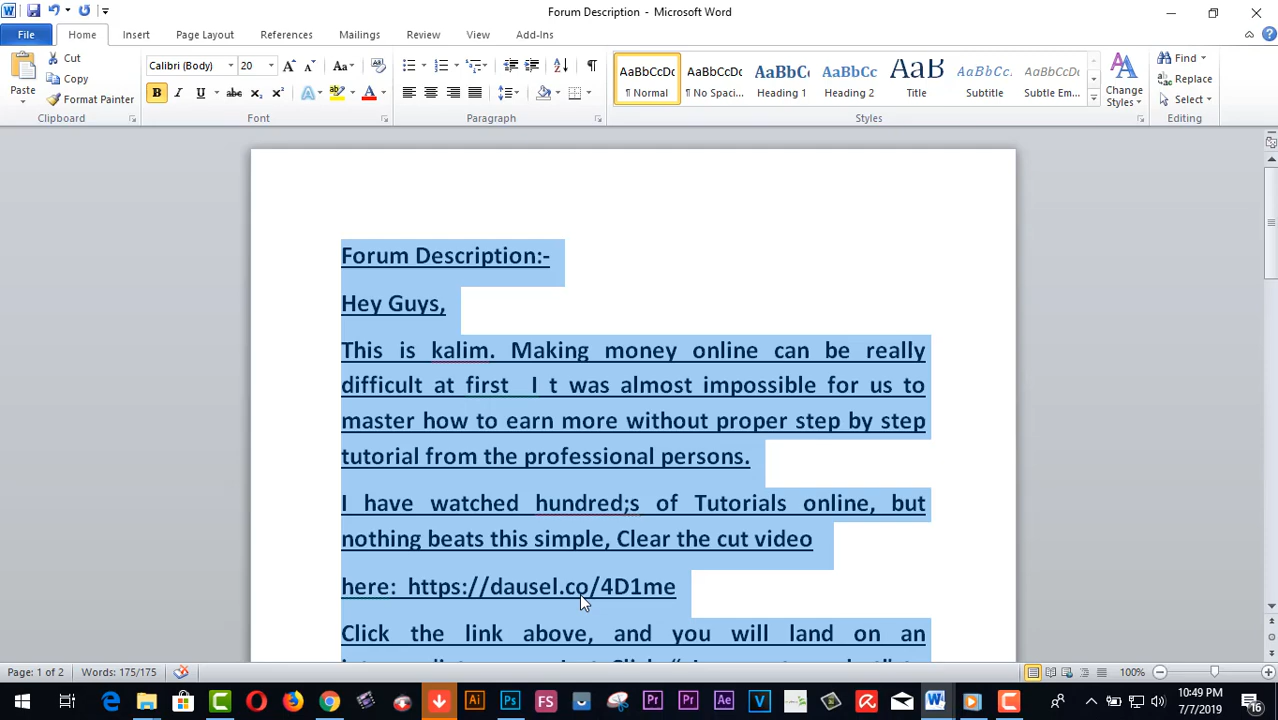 Forum Description - Microsoft Word
File Home Insert Page Layout References Mailings Review View Add-Ins
Paste
Cut
Copy
Format Painter
Clipboard
Calibri (Body) 20
Font
Paragraph
AaBbCcDc AaBbCcDc AaBbCc AaBbCc AaB AaBbCcL AaBbCcDc
¶ Normal ¶ No Spaci... Heading 1 Heading 2 Title Subtitle Subtle Em...
Change Styles
Styles
Find
Replace
Select
Editing
Forum Description:-
Hey Guys,
This is kalim. Making money online can be really
difficult at first I t was almost impossible for us to
master how to earn more without proper step by step
tutorial from the professional persons.
I have watched hundred;s of Tutorials online, but
nothing beats this simple, Clear the cut video
here: https://dausel.co/4D1me
Click the link above, and you will land on an
Page: 1 of 2 Words: 175/175 100%
10:49 PM
7/7/2019
16